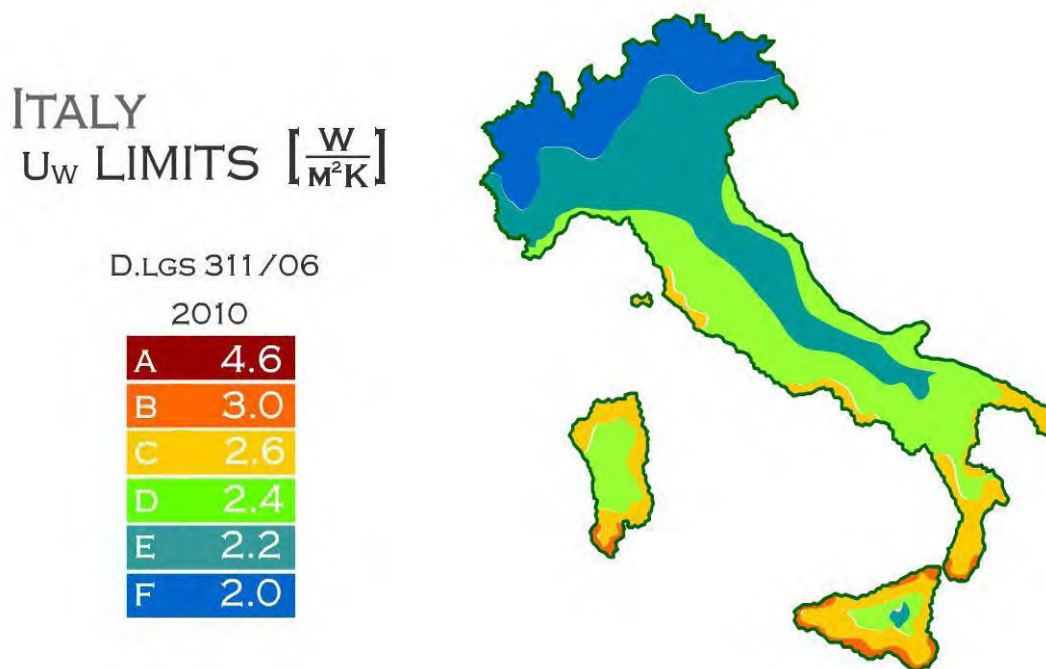 ITALY
UW LIMITS [W/M²K]
D.LGS 311/06
2010
A 4.6
B 3.0
C 2.6
D 2.4
E 2.2
F 2.0